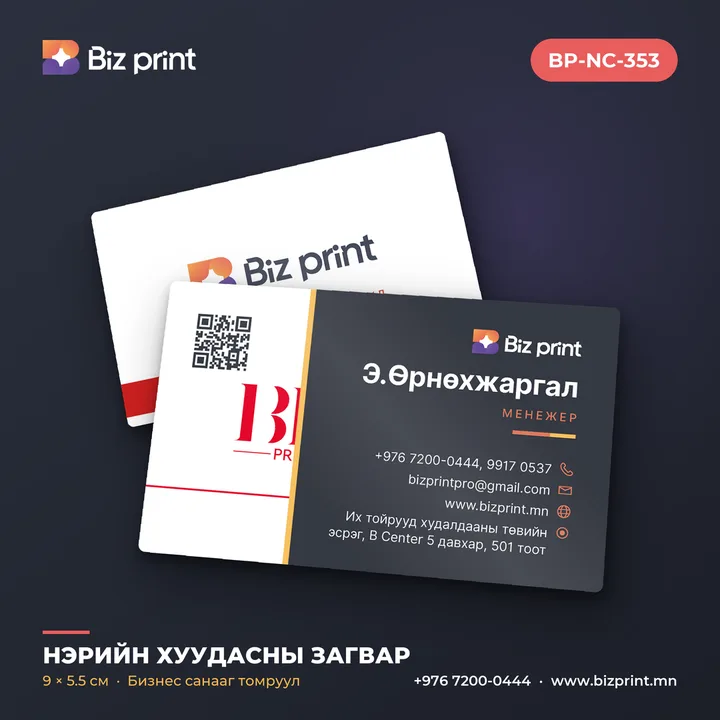 Biz print
BP-NC-353
Biz print
Biz print
Э.Өрнөхжаргал
МЕНЕЖЕР
+976 7200-0444, 9917 0537
bizprintpro@gmail.com
www.bizprint.mn
Их тойрууд худалдааны төвийн
эсрэг, B Center 5 давхар, 501 тоот
PR
НЭРИЙН ХУУДАСНЫ ЗАГВАР
9 × 5.5 см · Бизнес санааг томруул
+976 7200-0444 · www.bizprint.mn